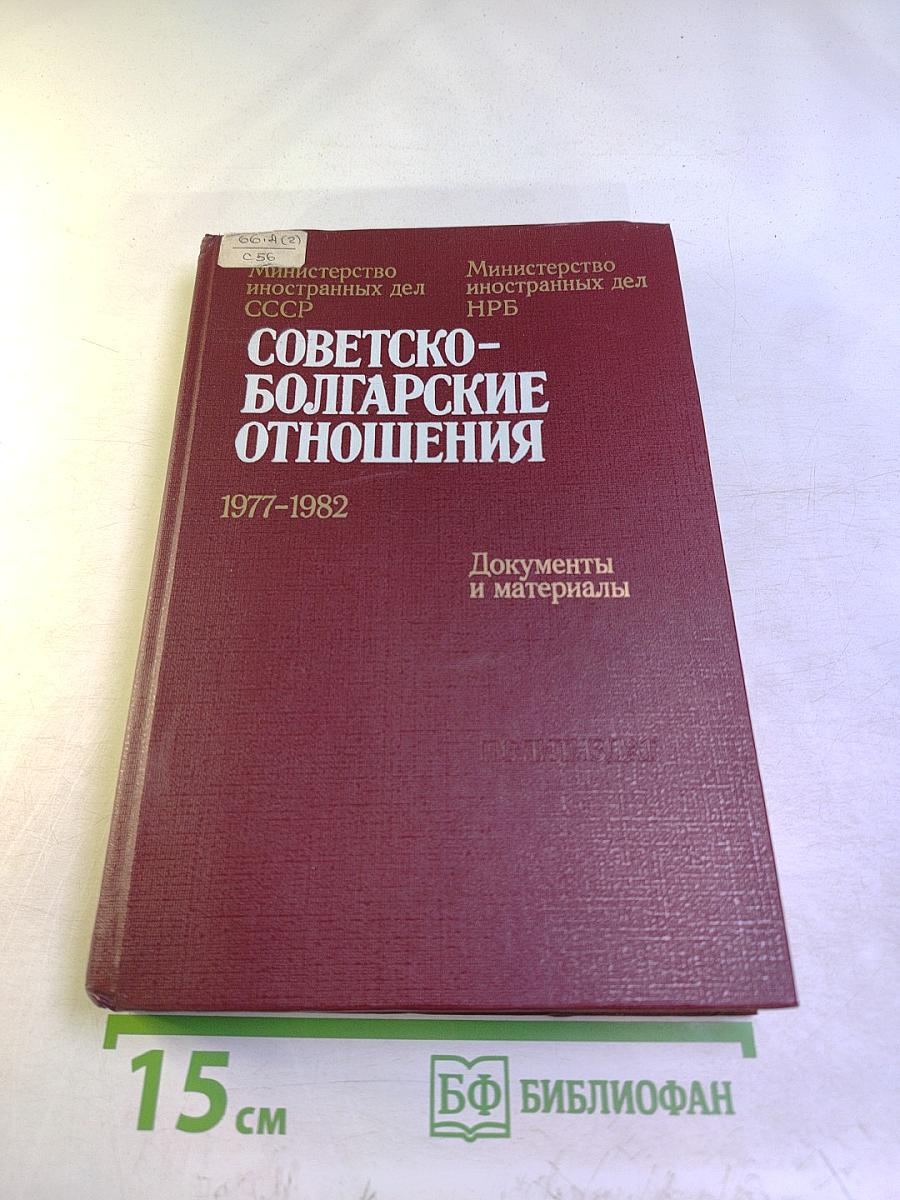 66.4(2)
С56
Министерство
иностранных дел
СССР
Министерство
иностранных дел
НРБ
СОВЕТСКО-
БОЛГАРСКИЕ
ОТНОШЕНИЯ
1977-1982
Документы
и материалы
15 см
БФ БИБЛИОФАН